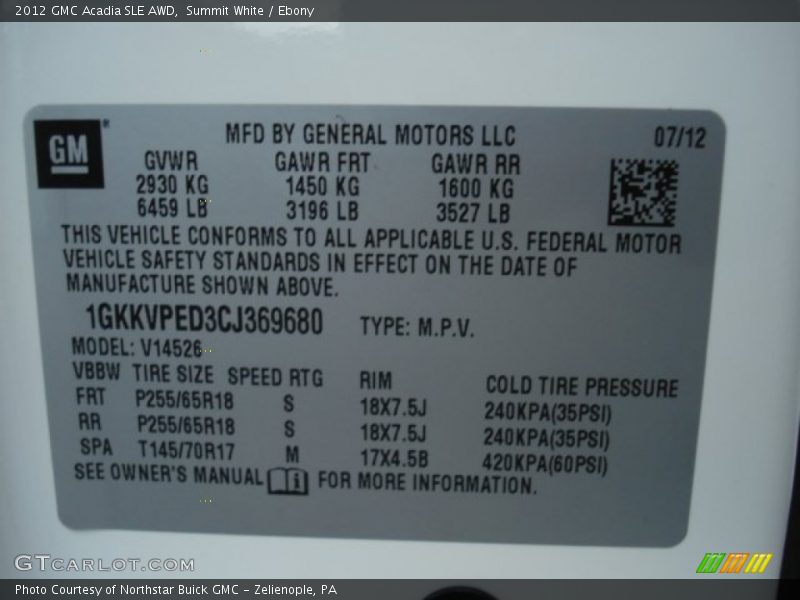 2012 GMC Acadia SLE AWD,  Summit White / Ebony
GM
MFD BY GENERAL MOTORS LLC 07/12
GVWR GAWR FRT GAWR RR
2930 KG 1450 KG 1600 KG
6459 LB 3196 LB 3527 LB
THIS VEHICLE CONFORMS TO ALL APPLICABLE U.S. FEDERAL MOTOR
VEHICLE SAFETY STANDARDS IN EFFECT ON THE DATE OF
MANUFACTURE SHOWN ABOVE.
1GKKVPED3CJ369680 TYPE: M.P.V.
MODEL: V14526
VBBW TIRE SIZE SPEED RTG RIM COLD TIRE PRESSURE
FRT P255/65R18 S 18X7.5J 240KPA(35PSI)
RR P255/65R18 S 18X7.5J 240KPA(35PSI)
SPA T145/70R17 M 17X4.5B 420KPA(60PSI)
SEE OWNER'S MANUAL FOR MORE INFORMATION.
GTCARLOT.COM
Photo Courtesy of Northstar Buick GMC - Zelienople, PA